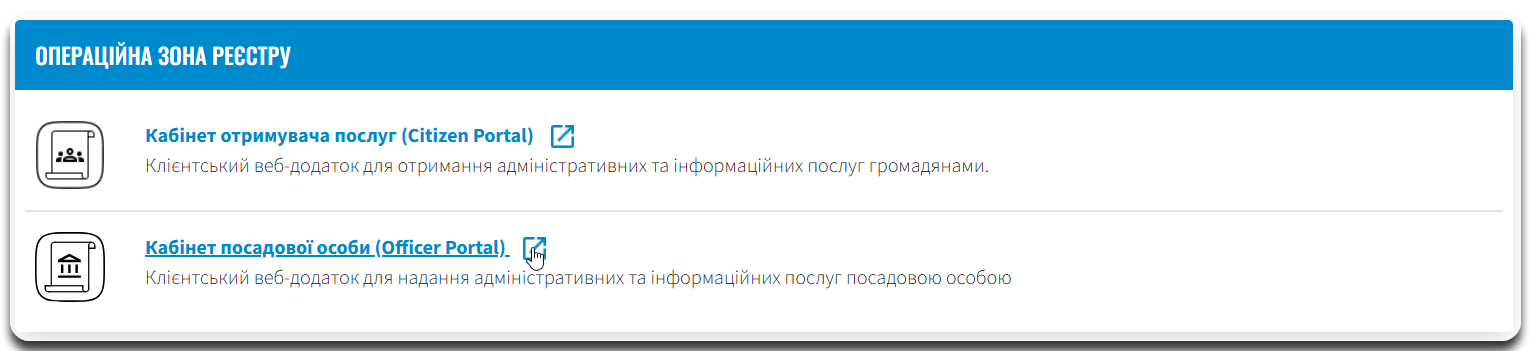 ОПЕРАЦІЙНА ЗОНА РЕЄСТРУ
Кабінет отримувача послуг (Citizen Portal)
Клієнтський веб-додаток для отримання адміністративних та інформаційних послуг громадянами.
Кабінет посадової особи (Officer Portal)
Клієнтський веб-додаток для надання адміністративних та інформаційних послуг посадовою особою